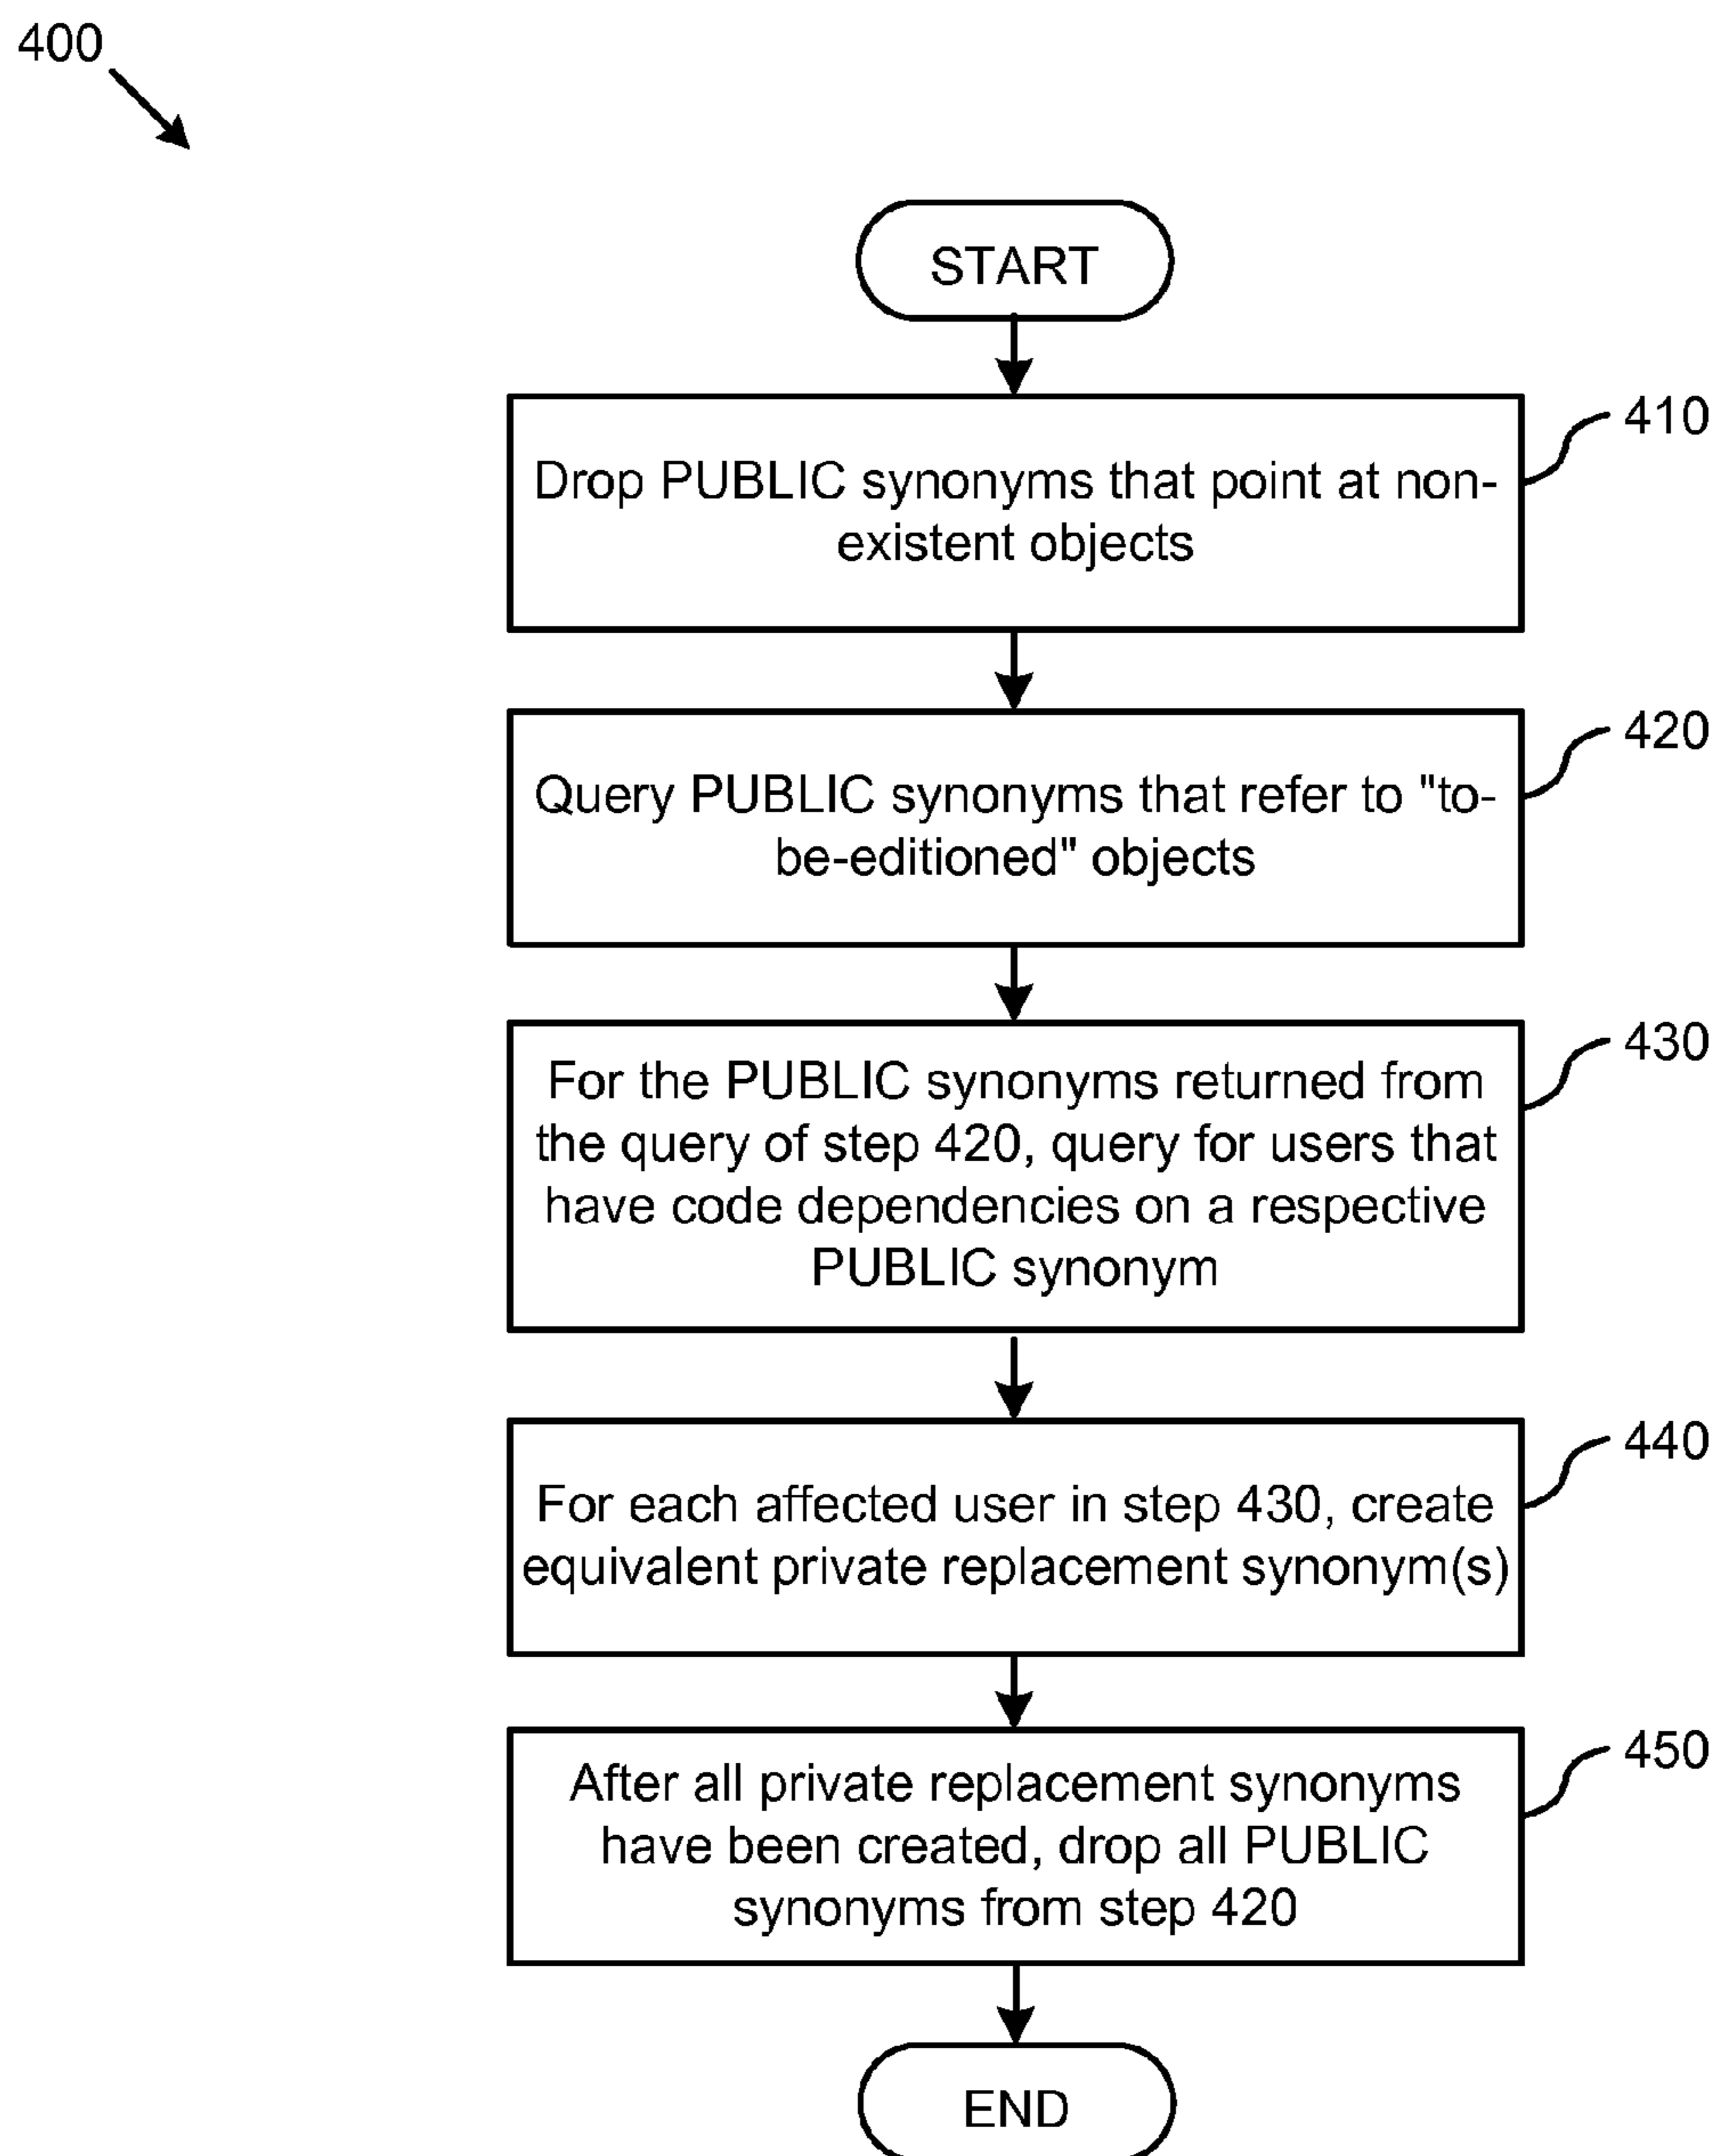 400
START
410
Drop PUBLIC synonyms that point at non-
existent objects
420
Query PUBLIC synonyms that refer to "to-
be-editioned" objects
430
For the PUBLIC synonyms returned from
the query of step 420, query for users that
have code dependencies on a respective
PUBLIC synonym
440
For each affected user in step 430, create
equivalent private replacement synonym(s)
450
After all private replacement synonyms
have been created, drop all PUBLIC
synonyms from step 420
END